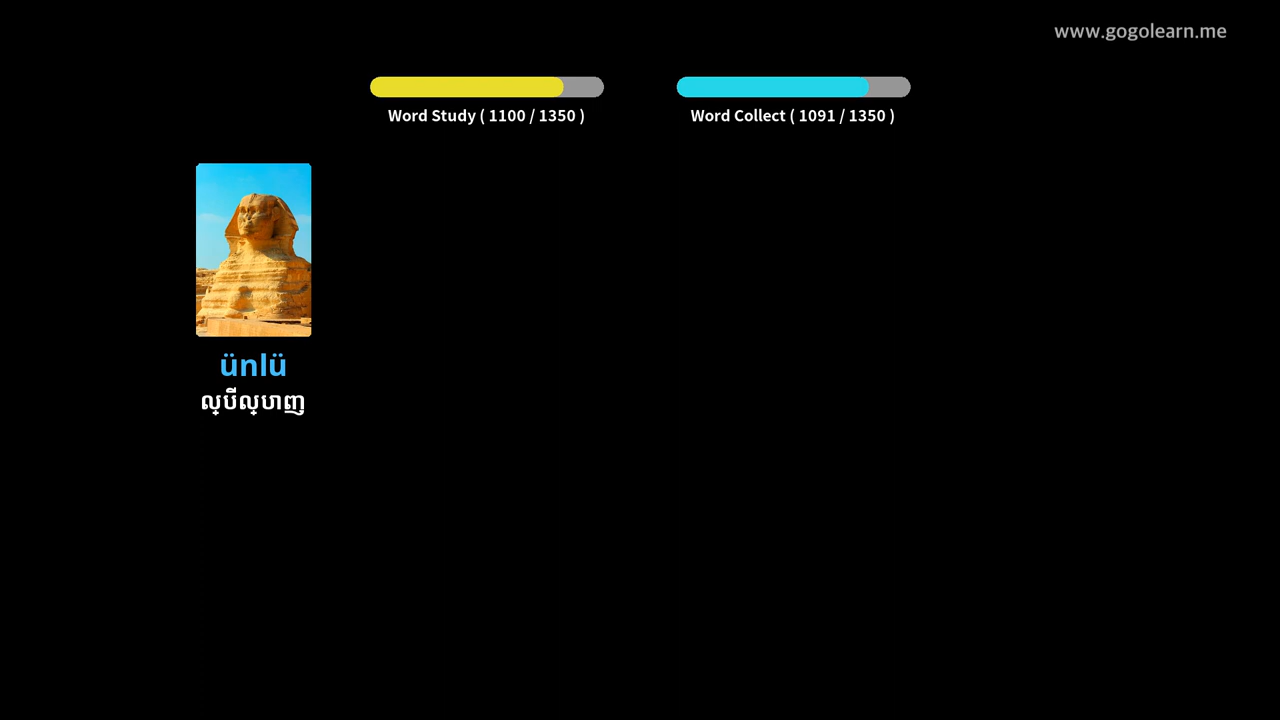 www.gogolearn.me
Word Study ( 1100 / 1350 )
Word Collect ( 1091 / 1350 )
ünlü
ល្បីល្បាញ